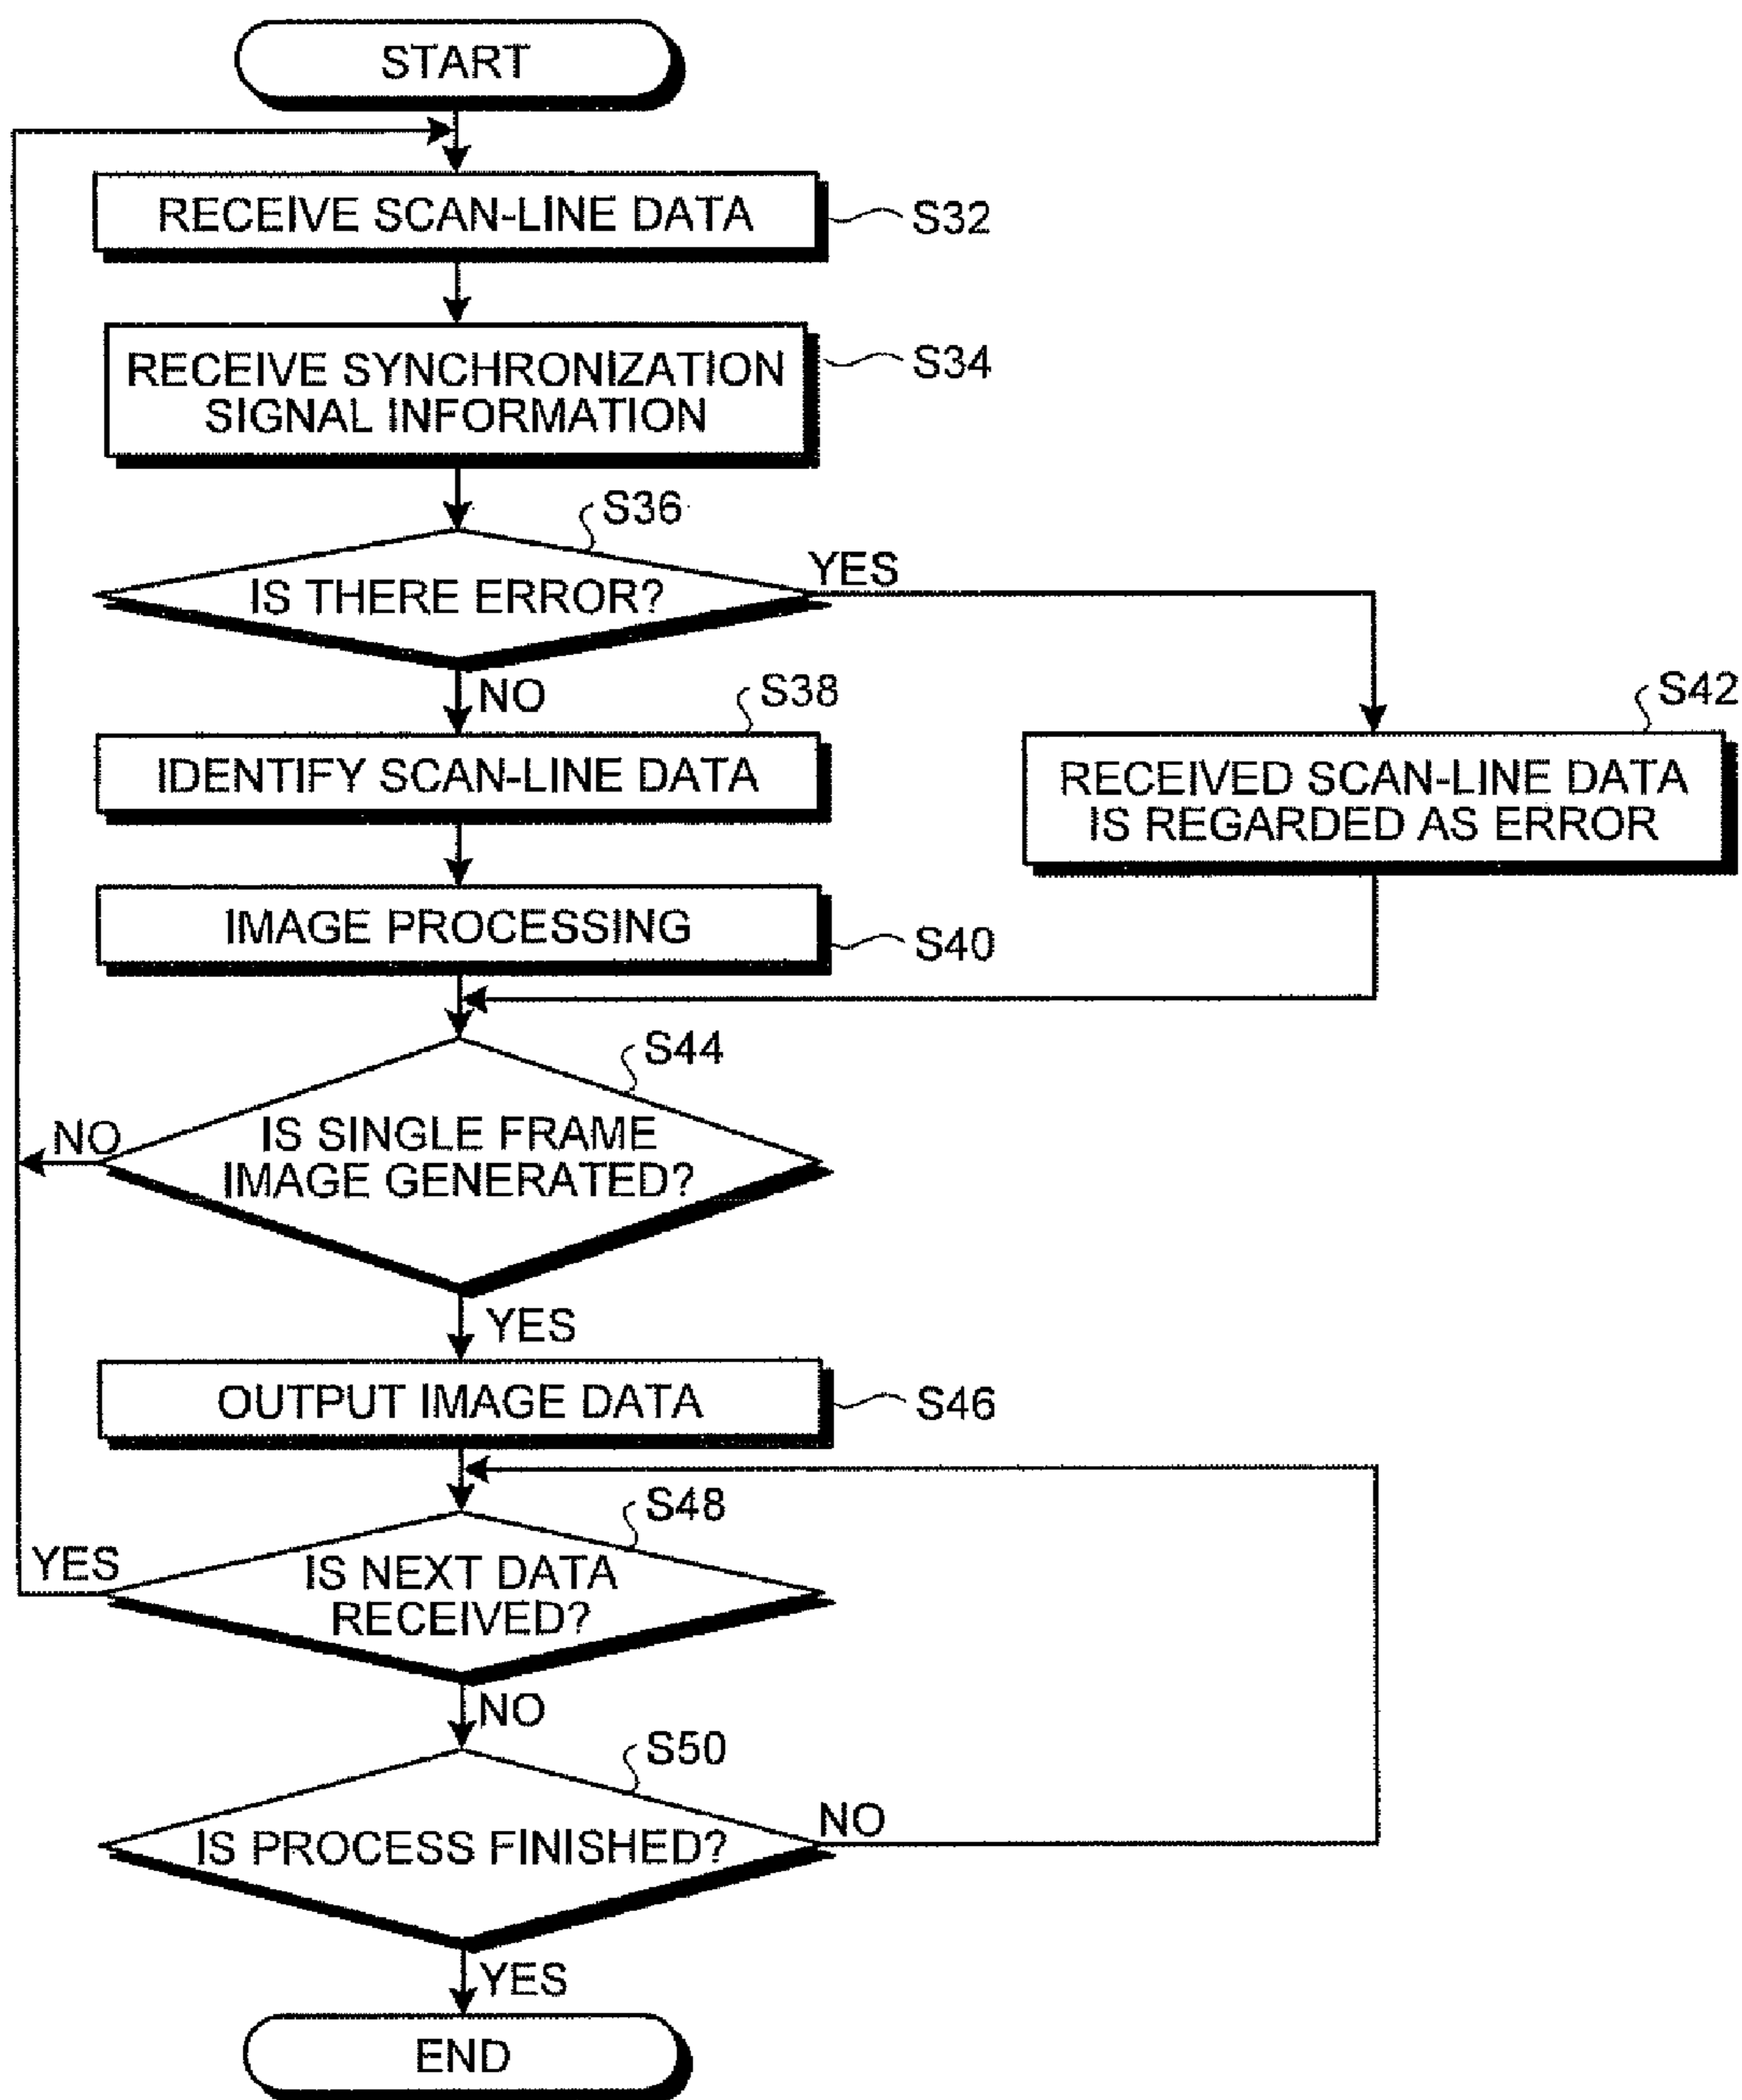 START
RECEIVE SCAN-LINE DATA
S32
RECEIVE SYNCHRONIZATION
SIGNAL INFORMATION
S34
S36
IS THERE ERROR?
YES
NO
S38
IDENTIFY SCAN-LINE DATA
S42
RECEIVED SCAN-LINE DATA
IS REGARDED AS ERROR
IMAGE PROCESSING
S40
S44
IS SINGLE FRAME
IMAGE GENERATED?
NO
YES
OUTPUT IMAGE DATA
S46
S48
IS NEXT DATA
RECEIVED?
YES
NO
S50
IS PROCESS FINISHED?
NO
YES
END